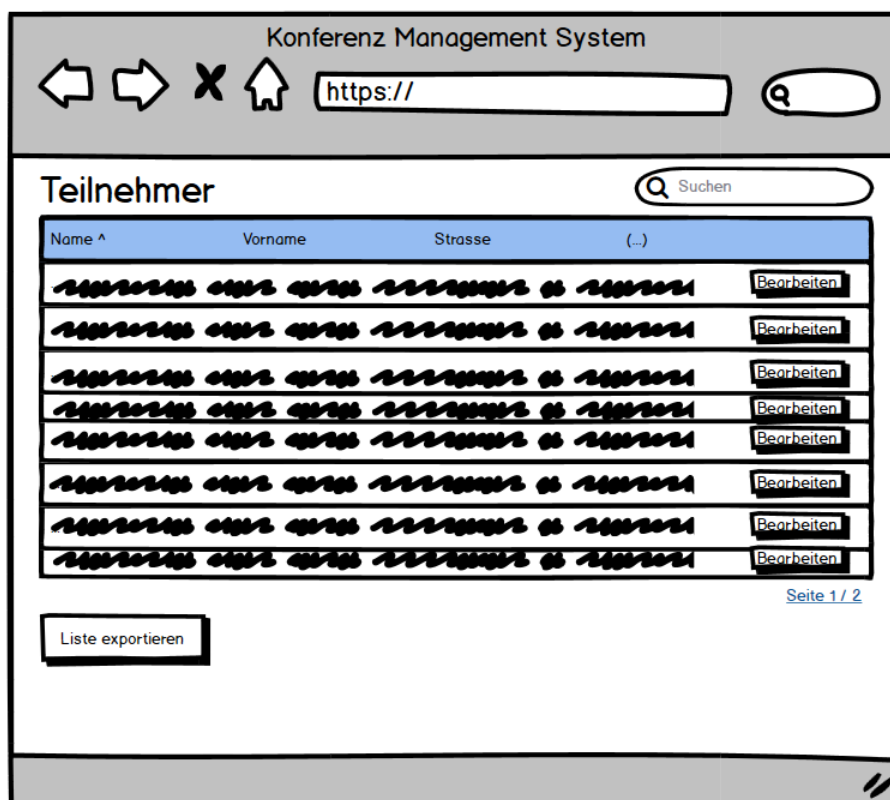 Konferenz Management System
https://
Teilnehmer
Suchen
Name ^ Vorname Strasse (...)
Bearbeiten
Bearbeiten
Bearbeiten
Bearbeiten
Bearbeiten
Bearbeiten
Bearbeiten
Bearbeiten
Seite 1 / 2
Liste exportieren